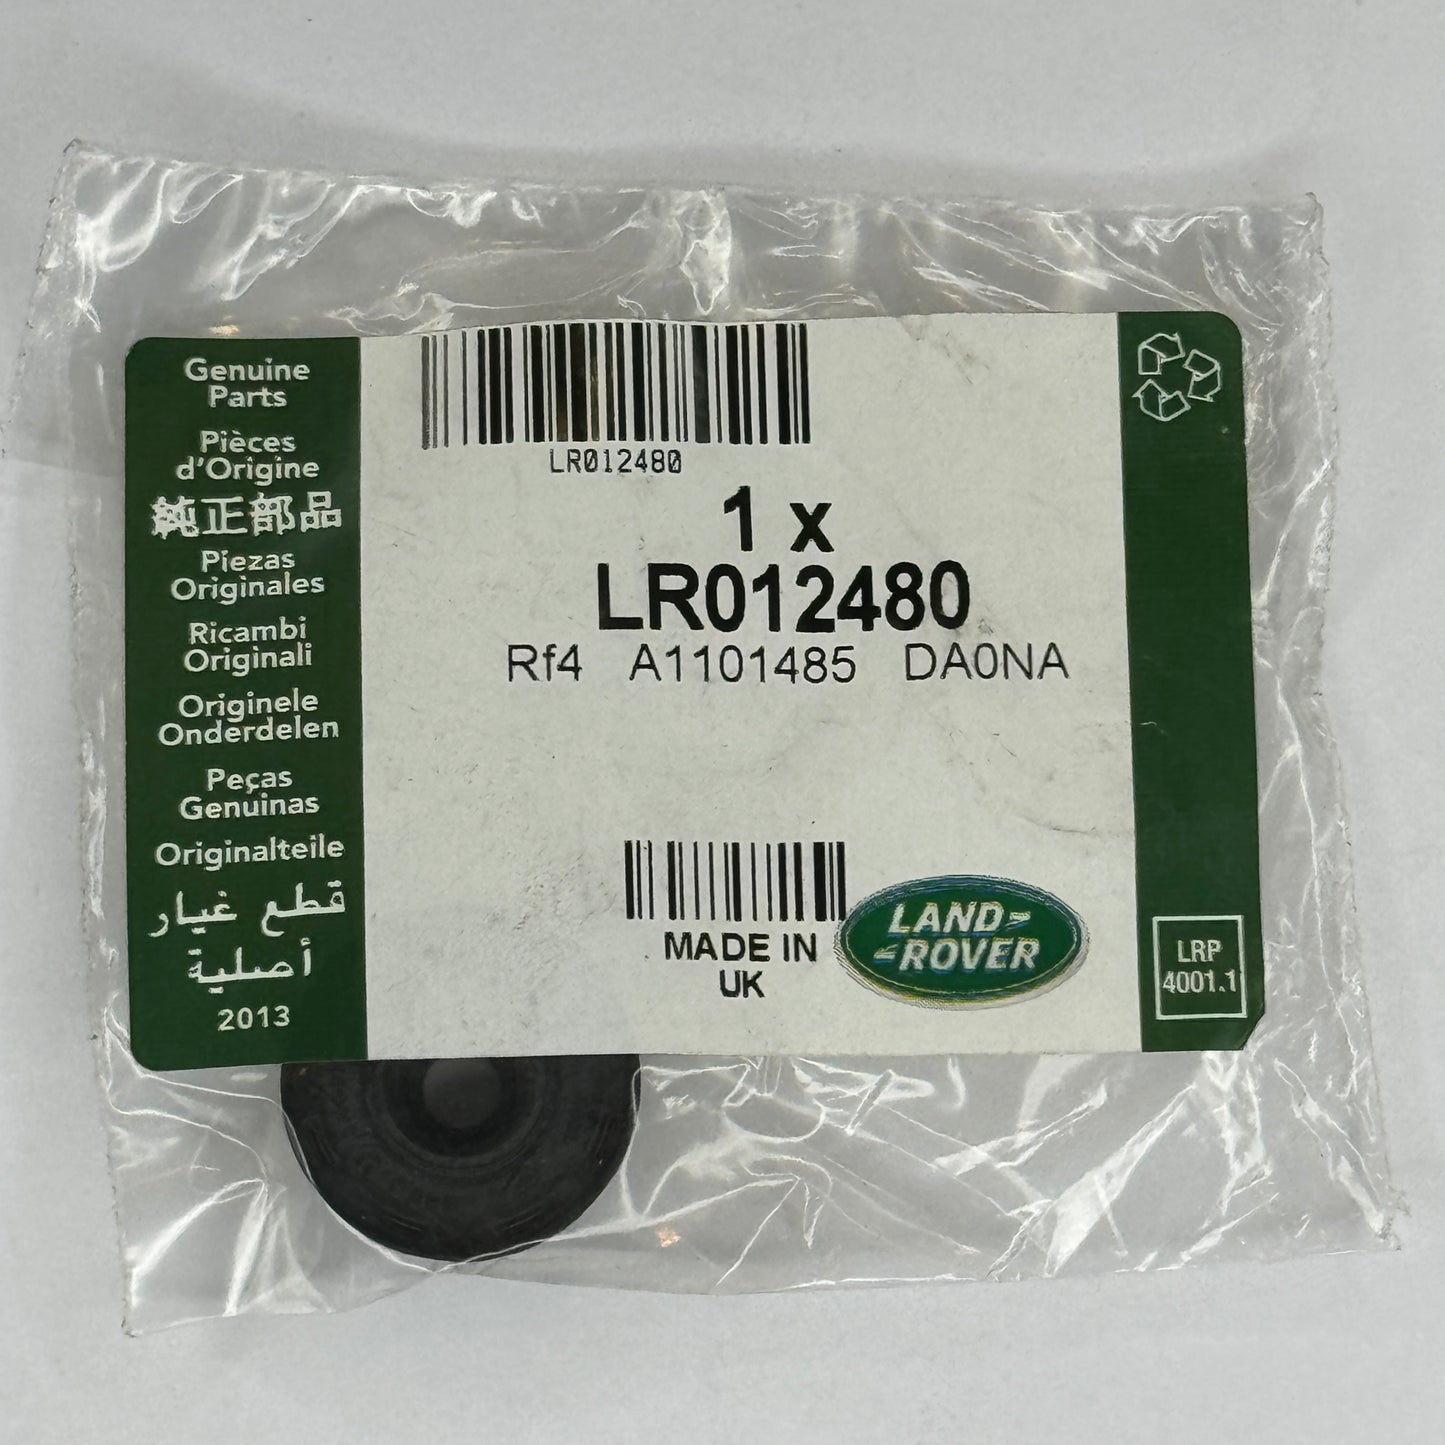 Genuine
Parts
Pièces
d'Origine
純正部品
Piezas
Originales
Ricambi
Originali
Originele
Onderdelen
Peças
Genuinas
Originalteile
قطع غيار
أصلية
2013
LR012480
1 x
LR012480
Rf4 A1101485 DA0NA
MADE IN
UK
LAND-
-ROVER
LRP
4001.1